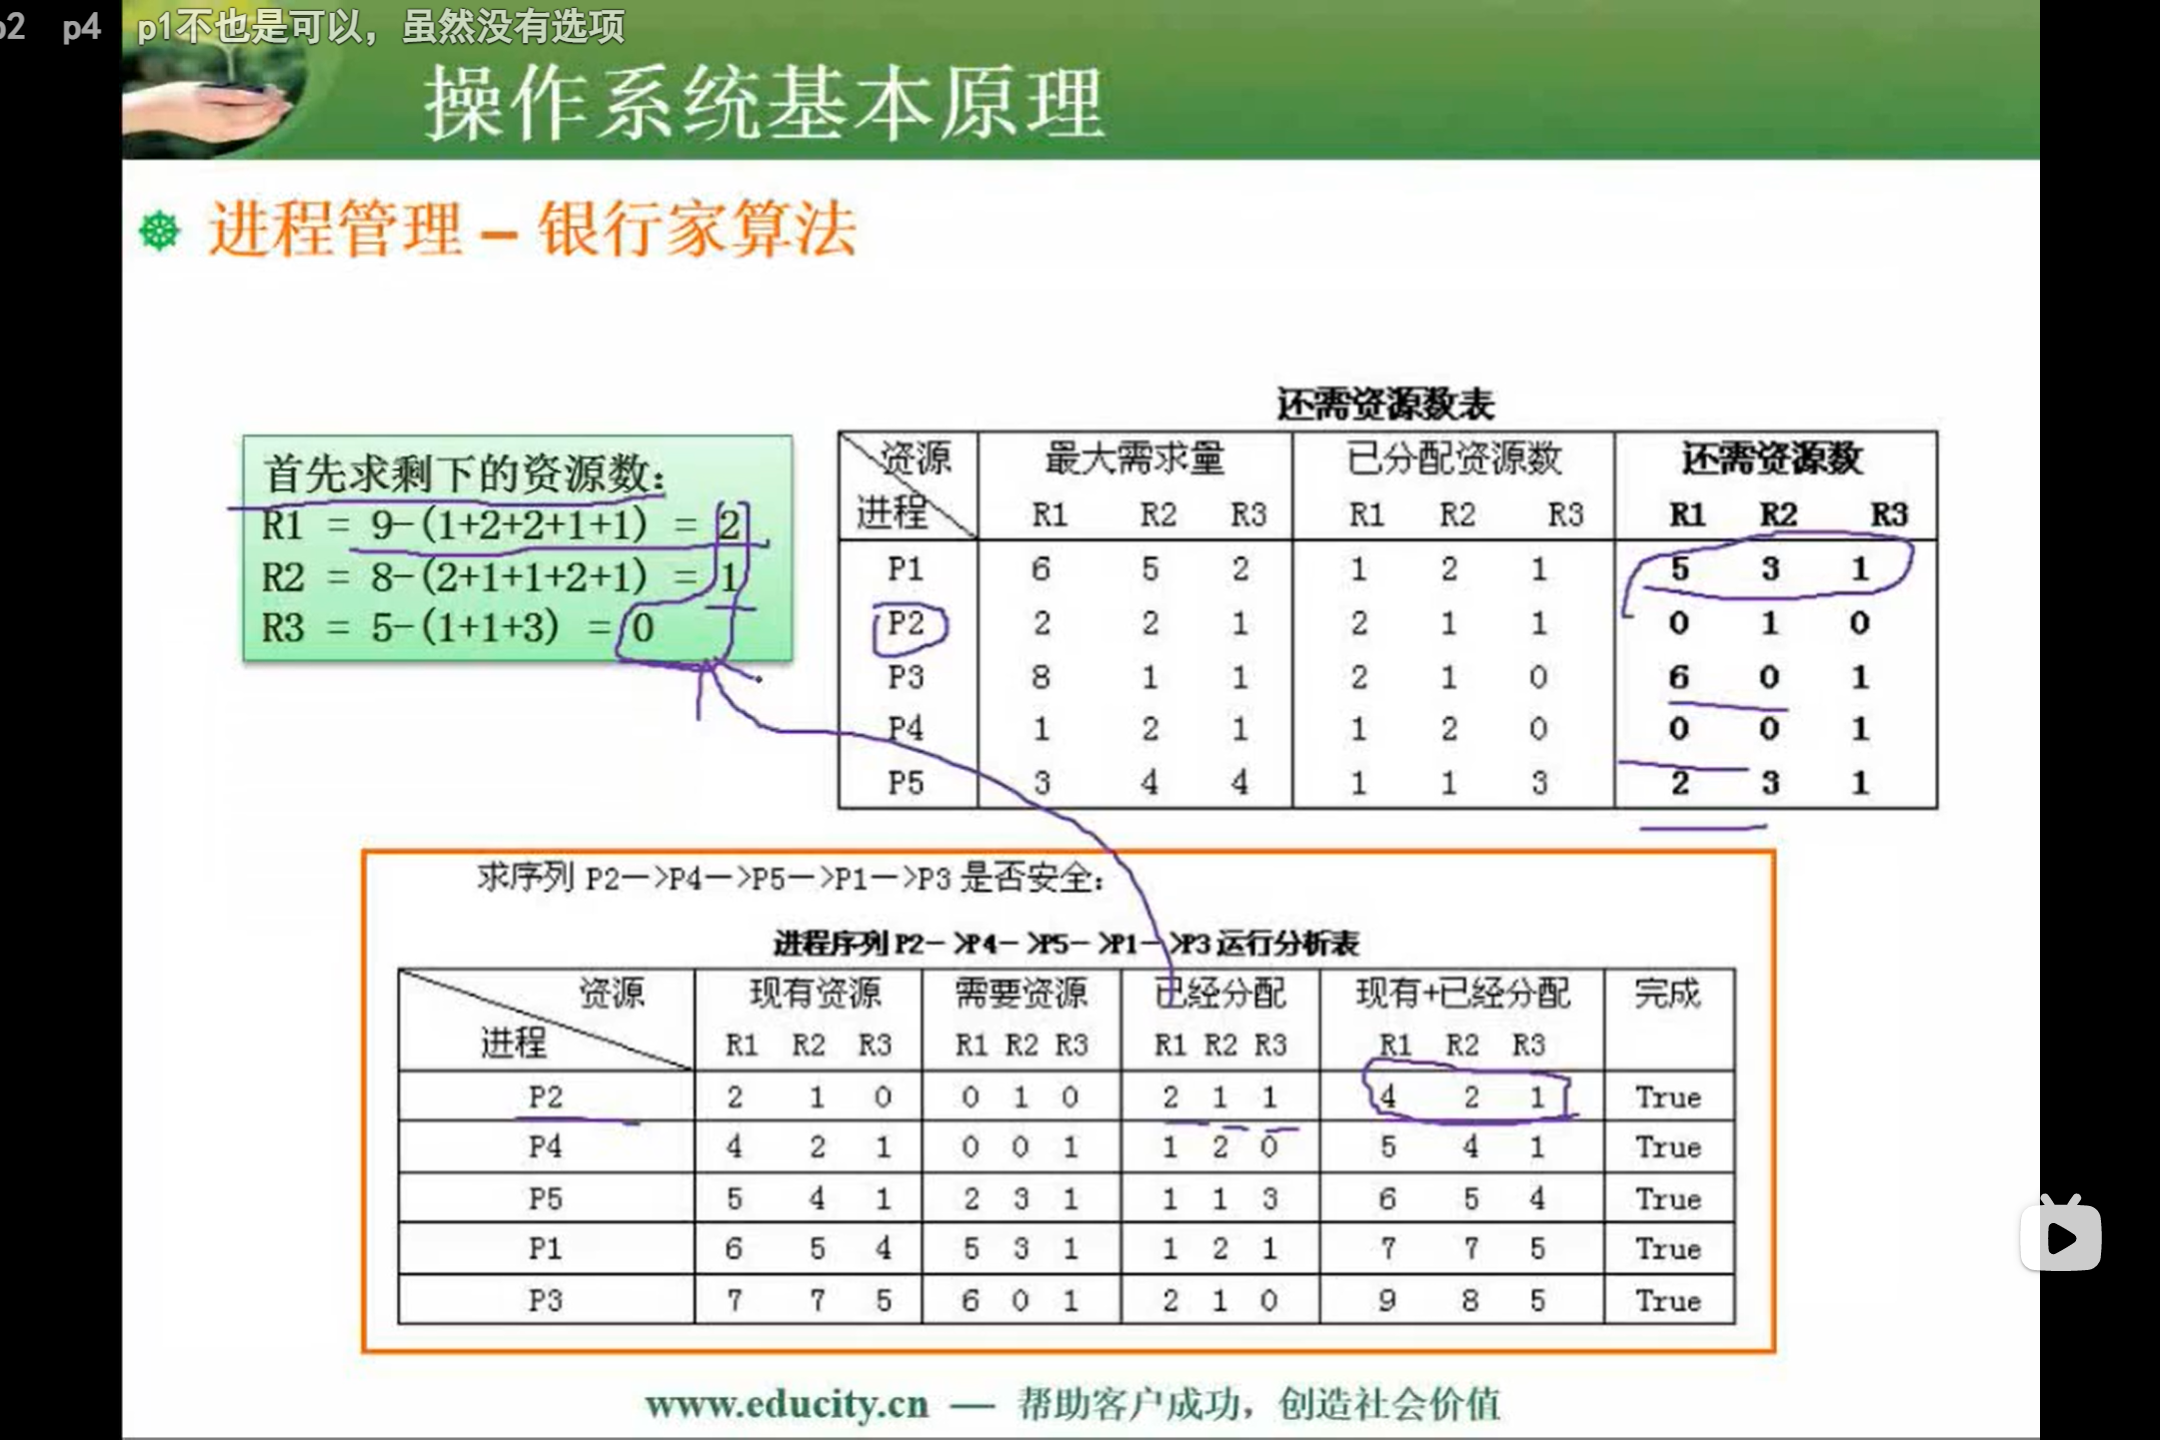 p2 p4 p1不也是可以，虽然没有选项
操作系统基本原理
进程管理－银行家算法
还需资源数表
首先求剩下的资源数：
R1 = 9-(1+2+2+1+1) = 2
R2 = 8-(2+1+1+2+1) = 1
R3 = 5-(1+1+3) = 0
资源 最大需求量 已分配资源数 还需资源数
进程 R1 R2 R3 R1 R2 R3 R1 R2 R3
P1 6 5 2 1 2 1 5 3 1
P2 2 2 1 2 1 1 0 1 0
P3 8 1 1 2 1 0 6 0 1
P4 1 2 1 1 2 0 0 0 1
P5 3 4 4 1 1 3 2 3 1
求序列 P2—>P4—>P5—>P1—>P3 是否安全：
进程序列 P2->P4->P5->P1->P3 运行分析表
资源 现有资源 需要资源 已经分配 现有+已经分配 完成
进程 R1 R2 R3 R1 R2 R3 R1 R2 R3 R1 R2 R3
P2 2 1 0 0 1 0 2 1 1 4 2 1 True
P4 4 2 1 0 0 1 1 2 0 5 4 1 True
P5 5 4 1 2 3 1 1 1 3 6 5 4 True
P1 6 5 4 5 3 1 1 2 1 7 7 5 True
P3 7 7 5 6 0 1 2 1 0 9 8 5 True
www.educity.cn — 帮助客户成功，创造社会价值